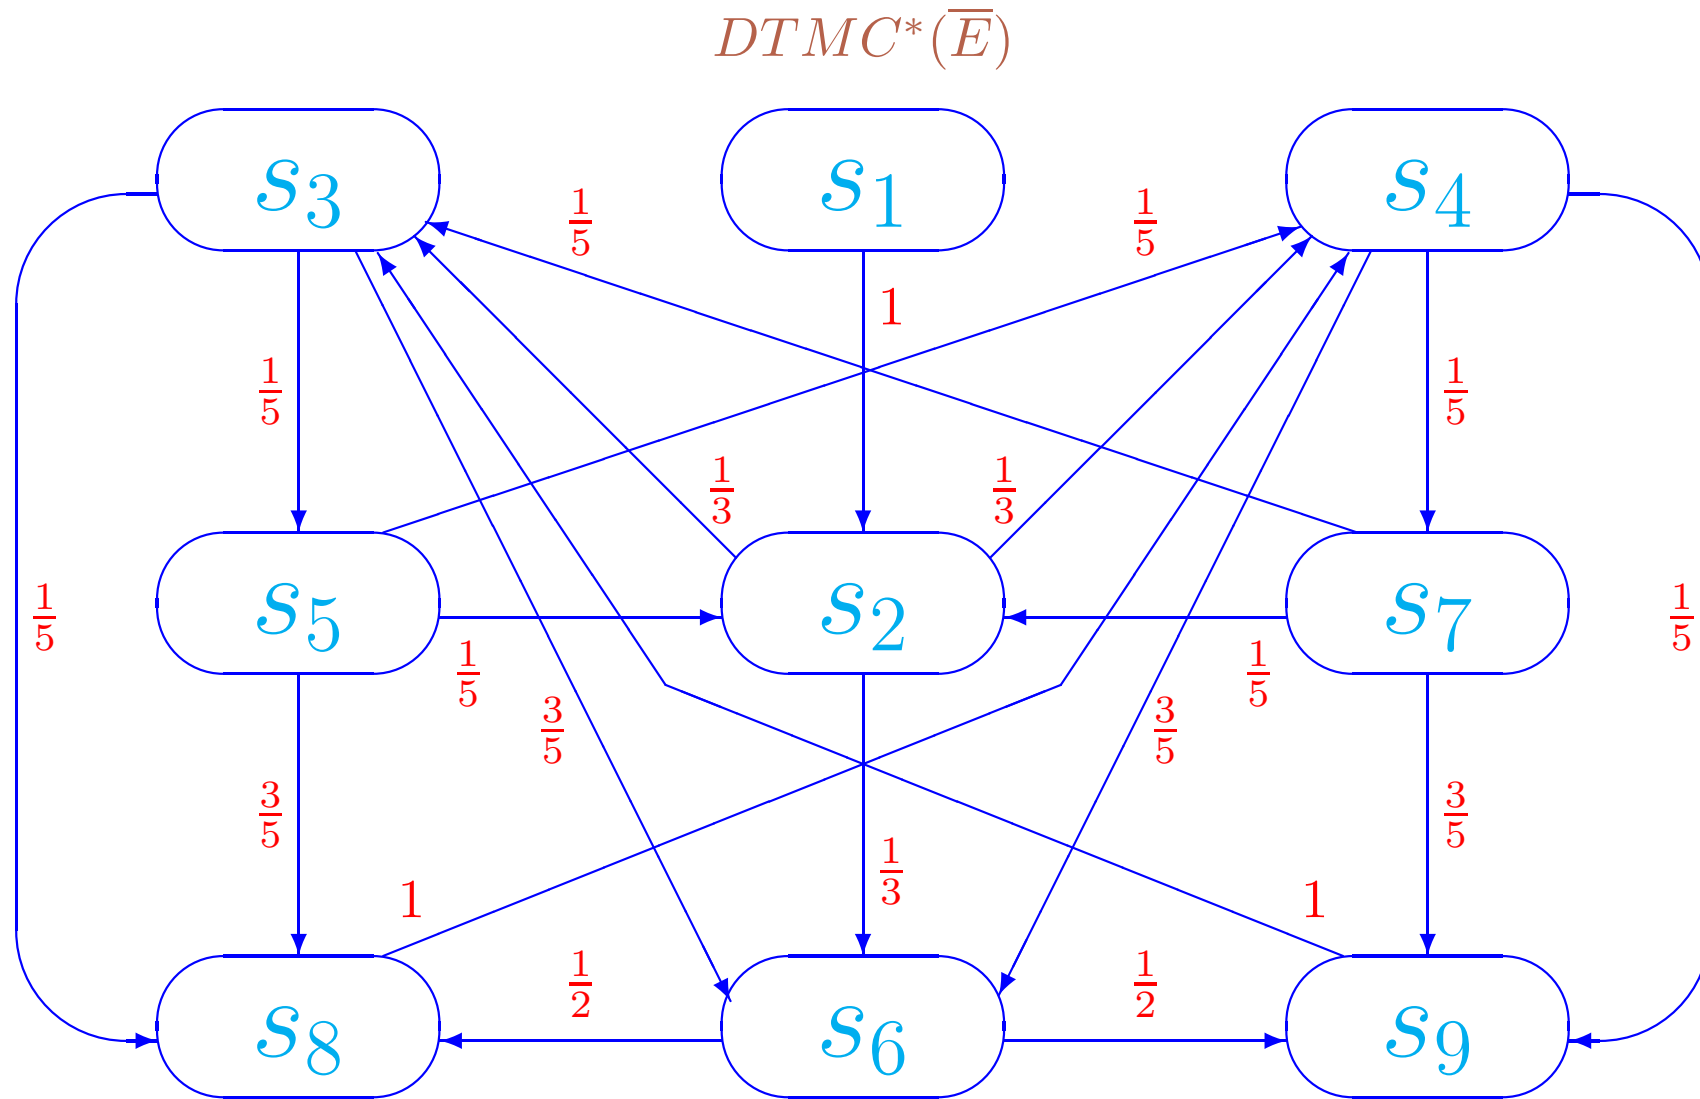 DTMC*(E̅)
s₃ s₁ s₄
1/5 1/5
1
1/5 1/5
1/3 1/3
s₅ s₂ s₇
1/5 1/5
1/5 1/5
3/5 3/5
3/5 3/5
1/3
1 1
1/2 1/2
s₈ s₆ s₉